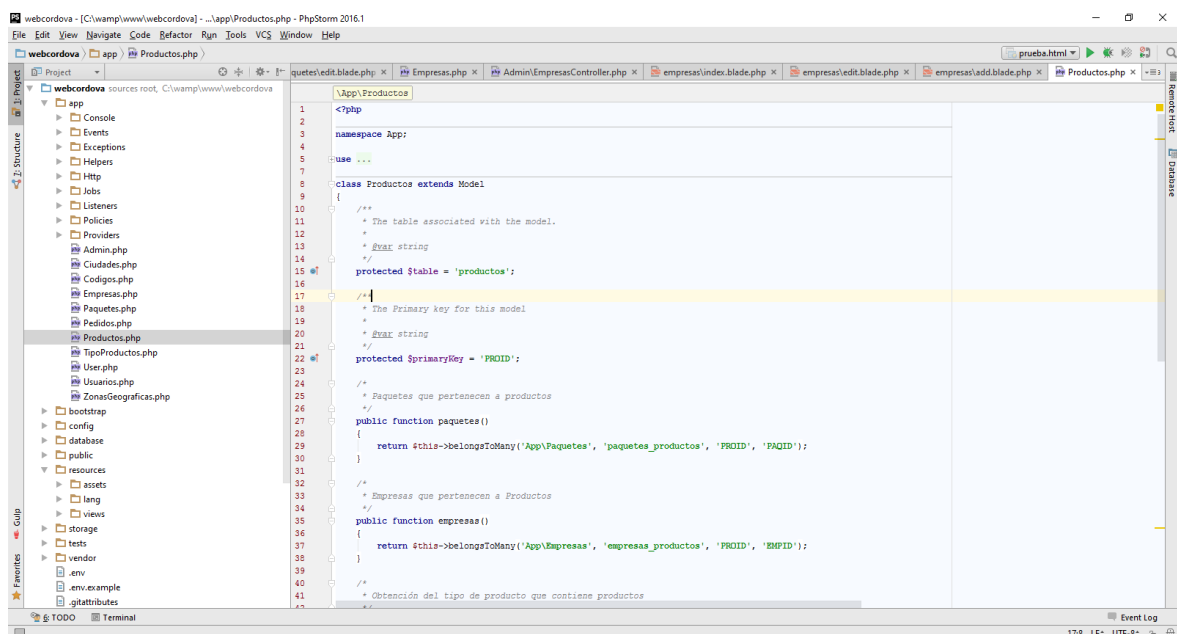 webcordova - [C:\wamp\www\webcordova] - ...\app\Productos.php - PhpStorm 2016.1
File Edit View Navigate Code Refactor Run Tools VCS Window Help
webcordova app Productos.php
prueba.html
Project
quetes\edit.blade.php Empresas.php Admin\EmpresasController.php empresas\index.blade.php empresas\edit.blade.php empresas\add.blade.php Productos.php
1: Project
Z: Structure
Gulp
Favorites
webcordova sources root, C:\wamp\www\webcordova
app
Console
Events
Exceptions
Helpers
Http
Jobs
Listeners
Policies
Providers
Admin.php
Ciudades.php
Codigos.php
Empresas.php
Paquetes.php
Pedidos.php
Productos.php
TipoProductos.php
User.php
Usuarios.php
ZonasGeograficas.php
bootstrap
config
database
public
resources
assets
lang
views
storage
tests
vendor
.env
.env.example
.gitattributes
\App\Productos
1 <?php
2
3 namespace App;
4
5 use ...
7
8 class Productos extends Model
9 {
10 /**
11 * The table associated with the model.
12 *
13 * @var string
14 */
15 protected $table = 'productos';
16
17 /**
18 * The Primary key for this model
19 *
20 * @var string
21 */
22 protected $primaryKey = 'PROID';
23
24 /*
25 * Paquetes que pertenecen a productos
26 */
27 public function paquetes()
28 {
29 return $this->belongsToMany('App\Paquetes', 'paquetes_productos', 'PROID', 'PAQID');
30 }
31
32 /*
33 * Empresas que pertenecen a Productos
34 */
35 public function empresas()
36 {
37 return $this->belongsToMany('App\Empresas', 'empresas_productos', 'PROID', 'EMPID');
38 }
39
40 /*
41 * Obtención del tipo de producto que contiene productos
42 */
Remote Host
Database
6: TODO Terminal
Event Log
17:8 LF÷ UTF-8÷